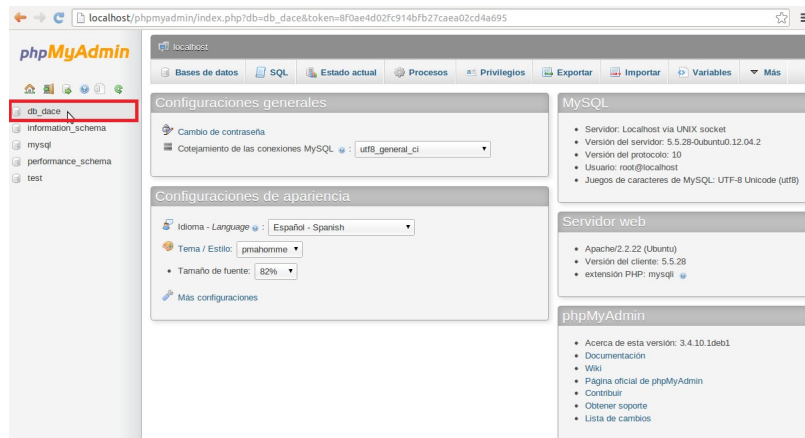 localhost/phpmyadmin/index.php?db=db_dace&token=8f0ae4d02fc914bfb27caea02cd4a695
phpMyAdmin
db_dace
information_schema
mysql
performance_schema
test
localhost
Bases de datos SQL Estado actual Procesos Privilegios Exportar Importar Variables Más
Configuraciones generales
Cambio de contraseña
Cotejamiento de las conexiones MySQL : utf8_general_ci
Configuraciones de apariencia
Idioma - Language : Español - Spanish
Tema / Estilo: pmahomme
Tamaño de fuente: 82%
Más configuraciones
MySQL
Servidor: Localhost via UNIX socket
Versión del servidor: 5.5.28-0ubuntu0.12.04.2
Versión del protocolo: 10
Usuario: root@localhost
Juegos de caracteres de MySQL: UTF-8 Unicode (utf8)
Servidor web
Apache/2.2.22 (Ubuntu)
Versión del cliente: 5.5.28
extensión PHP: mysqli
phpMyAdmin
Acerca de esta versión: 3.4.10.1deb1
Documentación
Wiki
Página oficial de phpMyAdmin
Contribuir
Obtener soporte
Lista de cambios